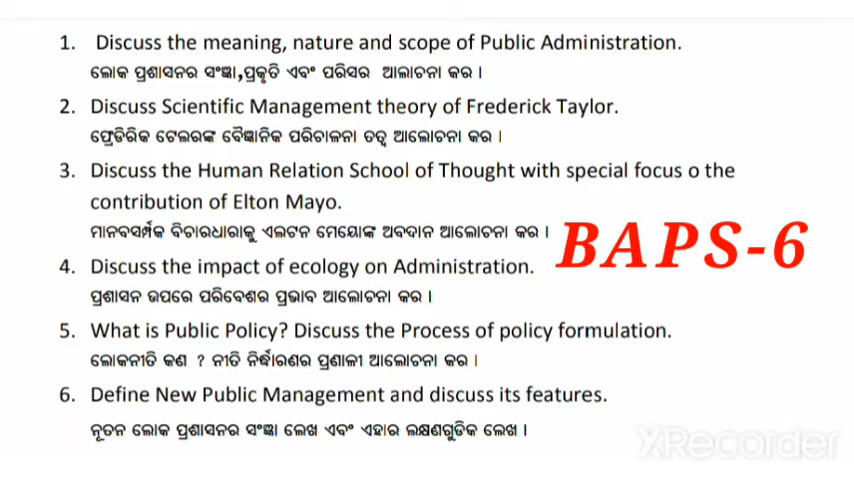 1. Discuss the meaning, nature and scope of Public Administration.
ଲୋକ ପ୍ରଶାସନର ସଂଜ୍ଞା,ପ୍ରକୃତି ଏବଂ ପରିସର ଆଲାଚନା କର ।
2. Discuss Scientific Management theory of Frederick Taylor.
ଫ୍ରେଡିରିକ ଟେଲରଙ୍କ ବୈଜ୍ଞାନିକ ପରିଚାଳନା ତତ୍ୱ ଆଲୋଚନା କର ।
3. Discuss the Human Relation School of Thought with special focus o the
contribution of Elton Mayo.
ମାନବସର୍ମ୍ପକ ବିଚାରଧାରାକୁ ଏଲଟନ ମେୟୋଙ୍କ ଅବଦାନ ଆଲୋଚନା କର ।
BAPS-6
4. Discuss the impact of ecology on Administration.
ପ୍ରଶାସନ ଉପରେ ପରିବେଶର ପ୍ରଭାବ ଆଲୋଚନା କର ।
5. What is Public Policy? Discuss the Process of policy formulation.
ଲୋକନୀତି କଣ ? ନୀତି ନିର୍ଦ୍ଧାରଣର ପ୍ରଣାଳୀ ଆଲୋଚନା କର ।
6. Define New Public Management and discuss its features.
ନୂତନ ଲୋକ ପ୍ରଶାସନର ସଂଜ୍ଞା ଲେଖ ଏବଂ ଏହାର ଲକ୍ଷଣଗୁଡିକ ଲେଖ ।
XRecorder